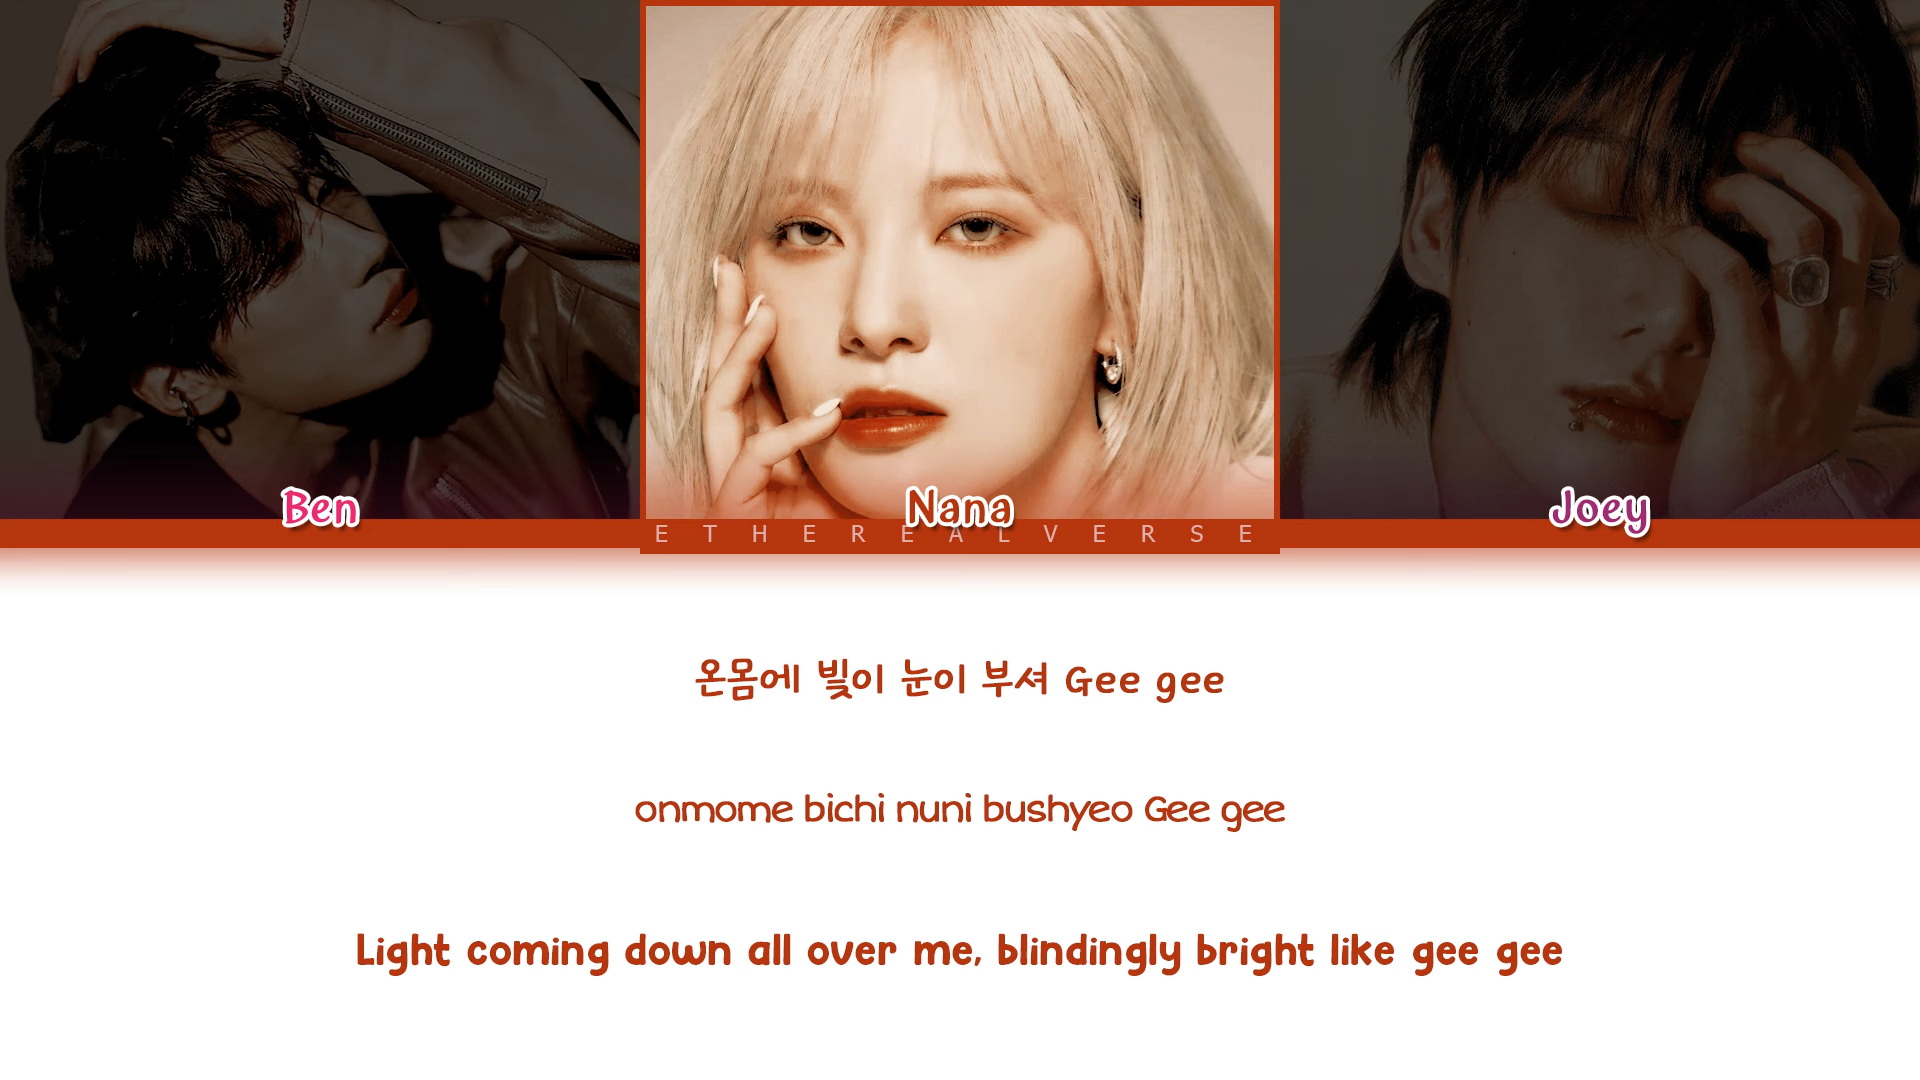 Ben
Nana
Joey
ETHEREALVERSE
온몸에 빛이 눈이 부셔 Gee gee
onmome bichi nuni bushyeo Gee gee
Light coming down all over me, blindingly bright like gee gee